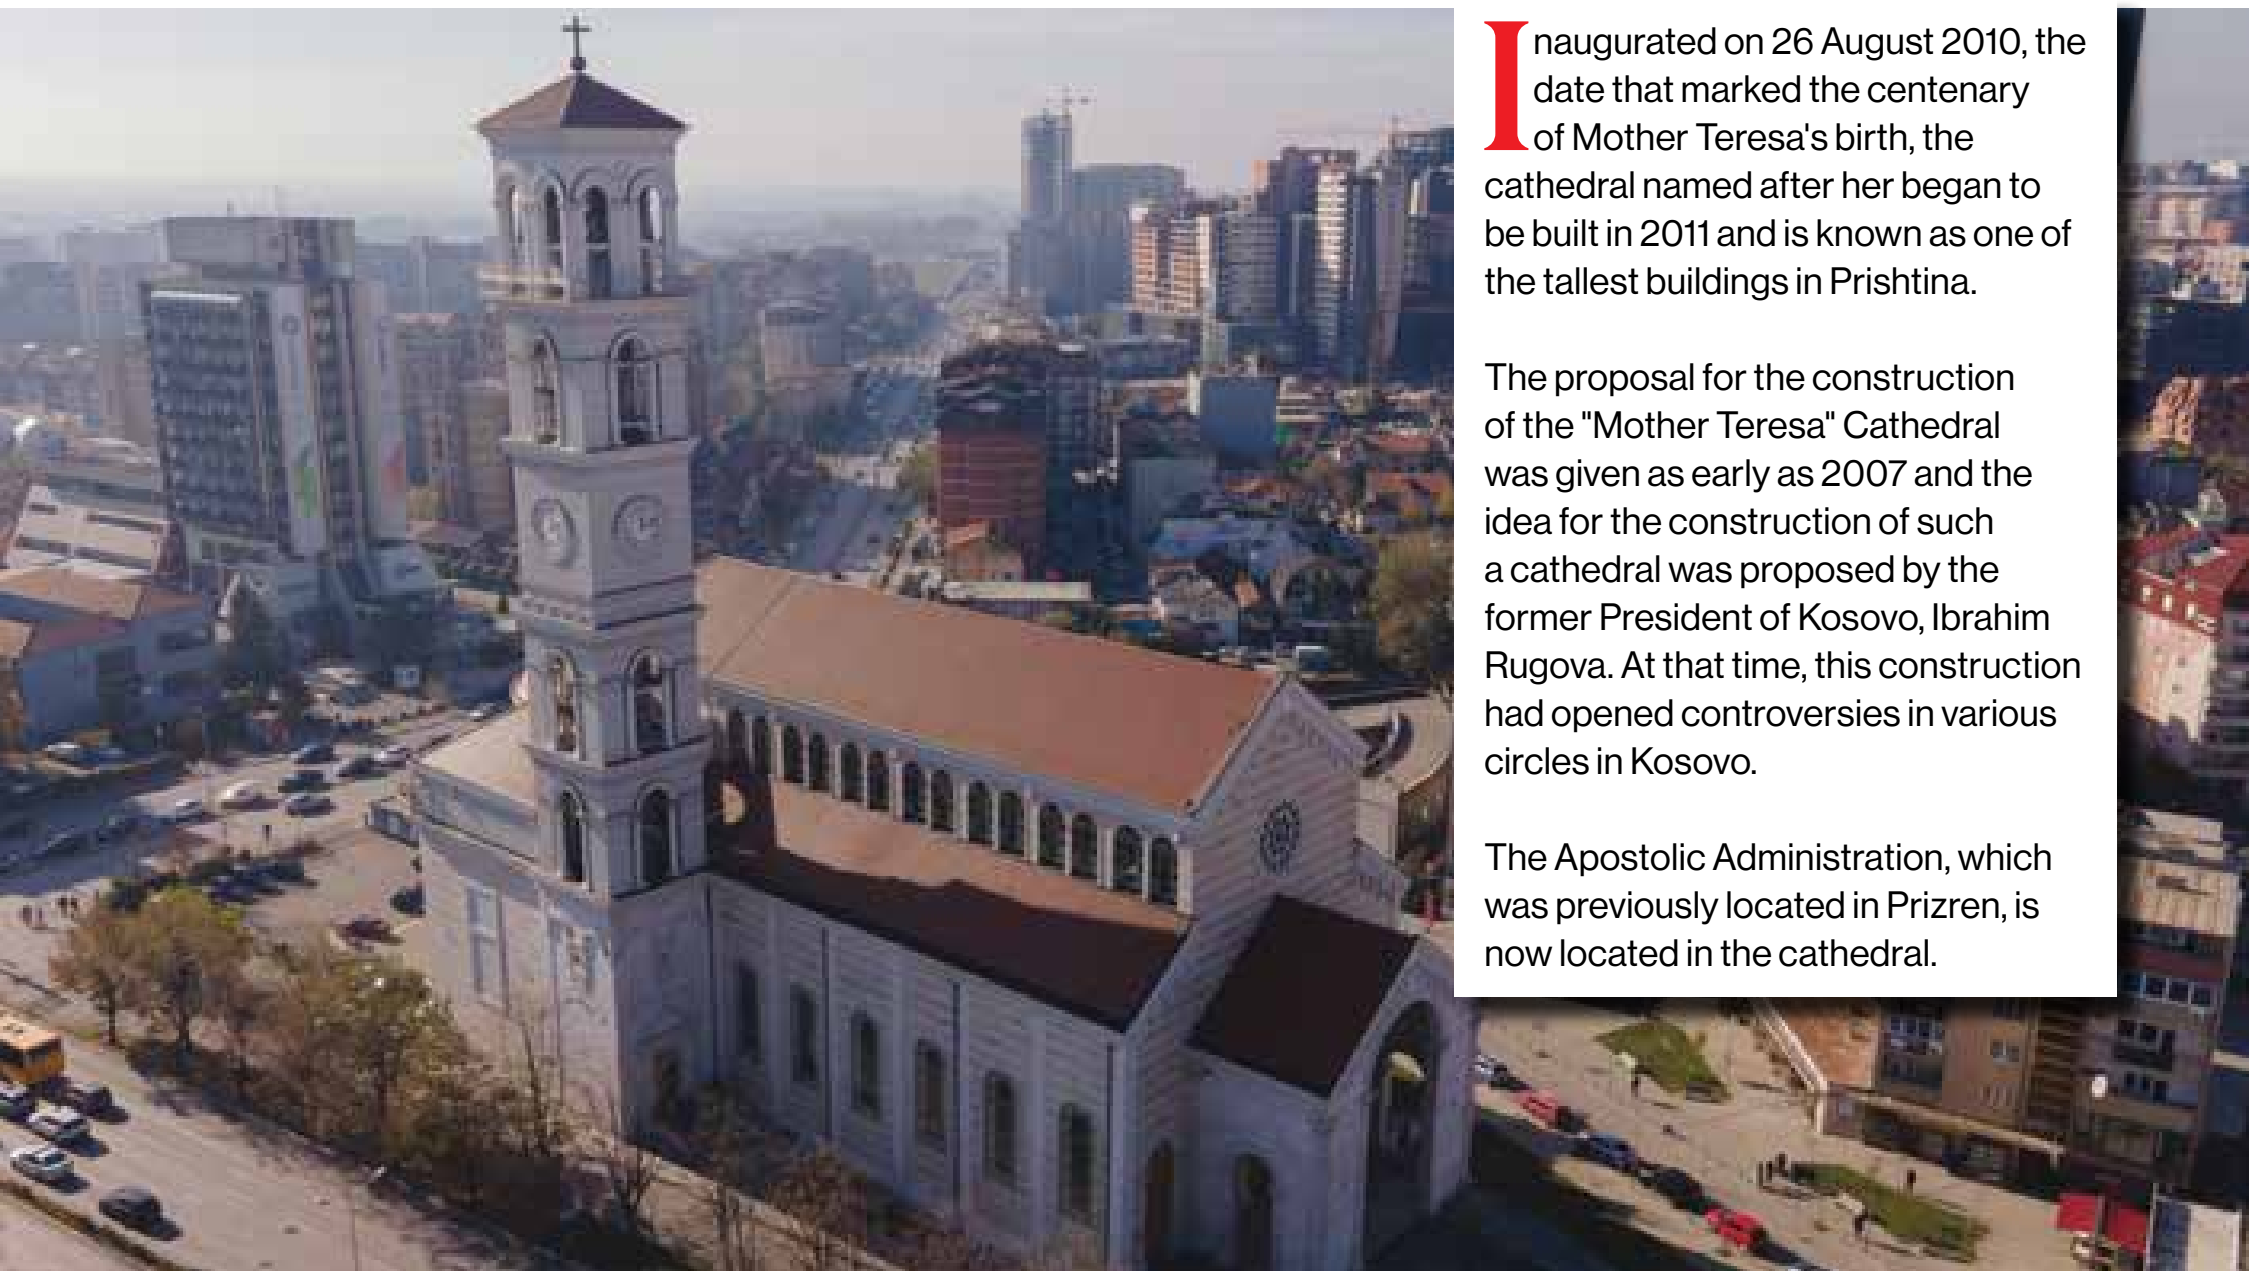 Inaugurated on 26 August 2010, the
date that marked the centenary
of Mother Teresa's birth, the
cathedral named after her began to
be built in 2011 and is known as one of
the tallest buildings in Prishtina.
The proposal for the construction
of the "Mother Teresa" Cathedral
was given as early as 2007 and the
idea for the construction of such
a cathedral was proposed by the
former President of Kosovo, Ibrahim
Rugova. At that time, this construction
had opened controversies in various
circles in Kosovo.
The Apostolic Administration, which
was previously located in Prizren, is
now located in the cathedral.